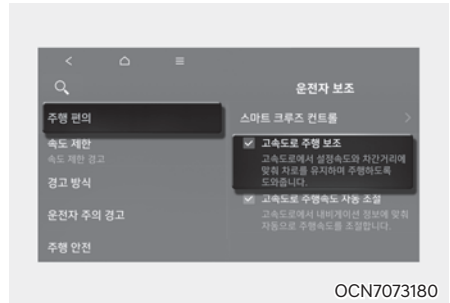 운전자 보조
주행 편의
속도 제한
속도 제한 경고
경고 방식
운전자 주의 경고
주행 안전
스마트 크루즈 컨트롤
고속도로 주행 보조
고속도로에서 설정속도와 차간거리에
맞춰 차로를 유지하며 주행하도록
도와줍니다.
고속도로 주행속도 자동 조절
고속도로에서 내비게이션 정보에 맞춰
자동으로 주행속도를 조절합니다.
OCN7073180